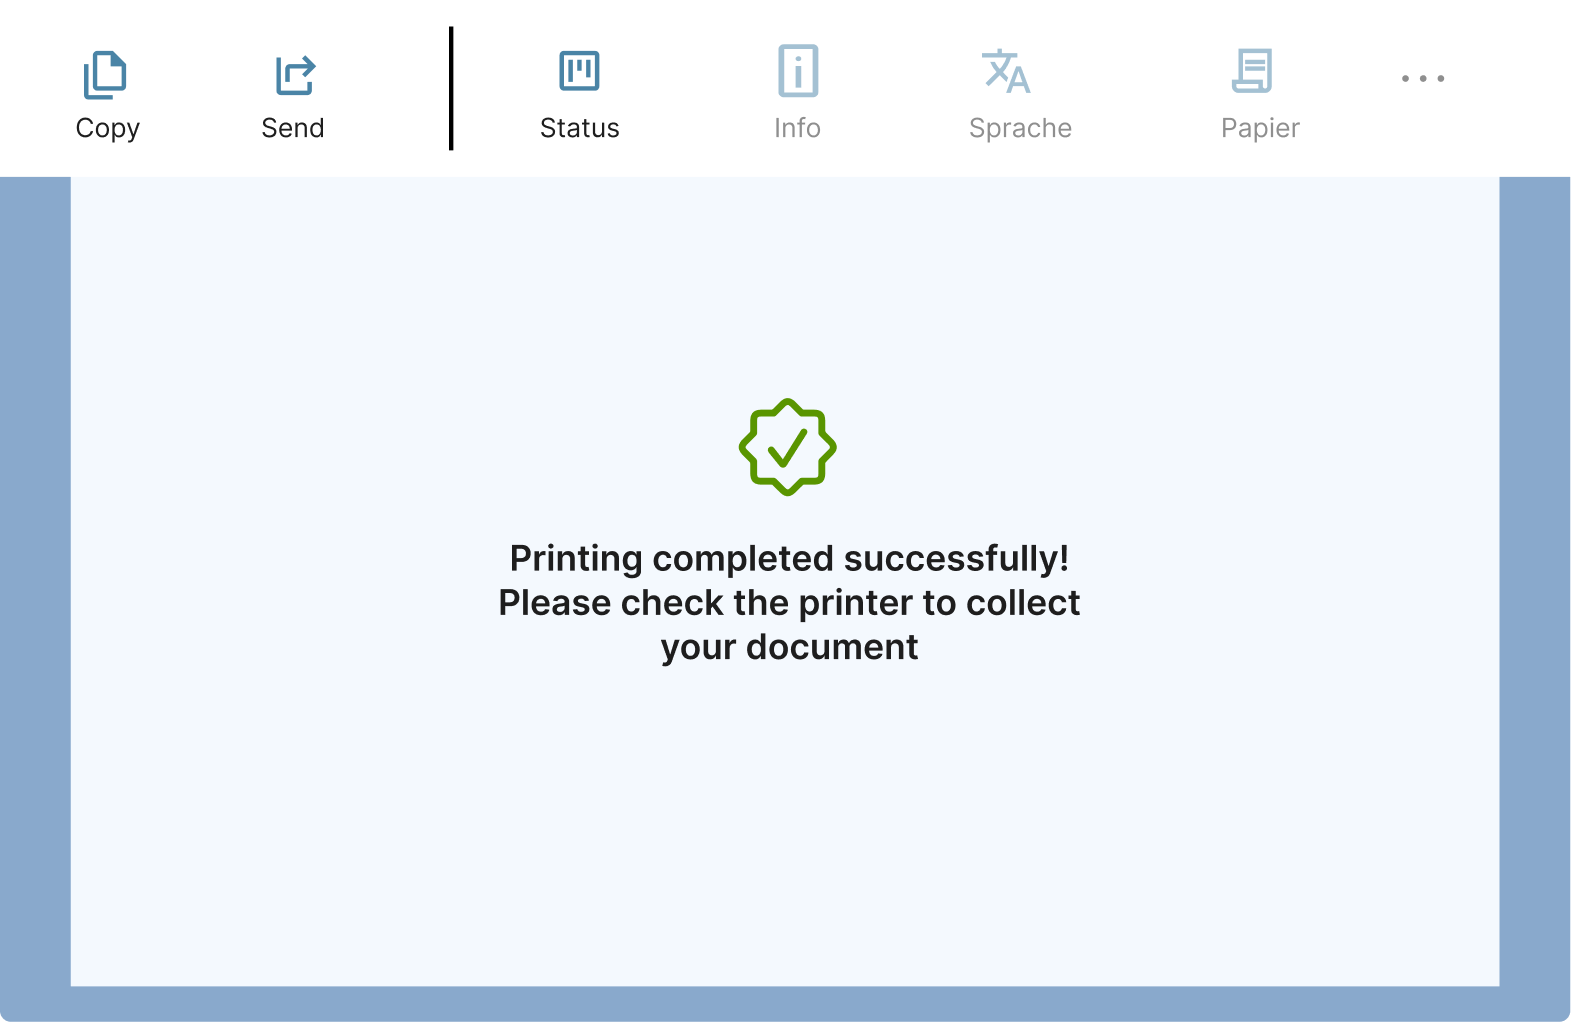 Copy
Send
Status
Info
Sprache
Papier
Printing completed successfully!
Please check the printer to collect
your document